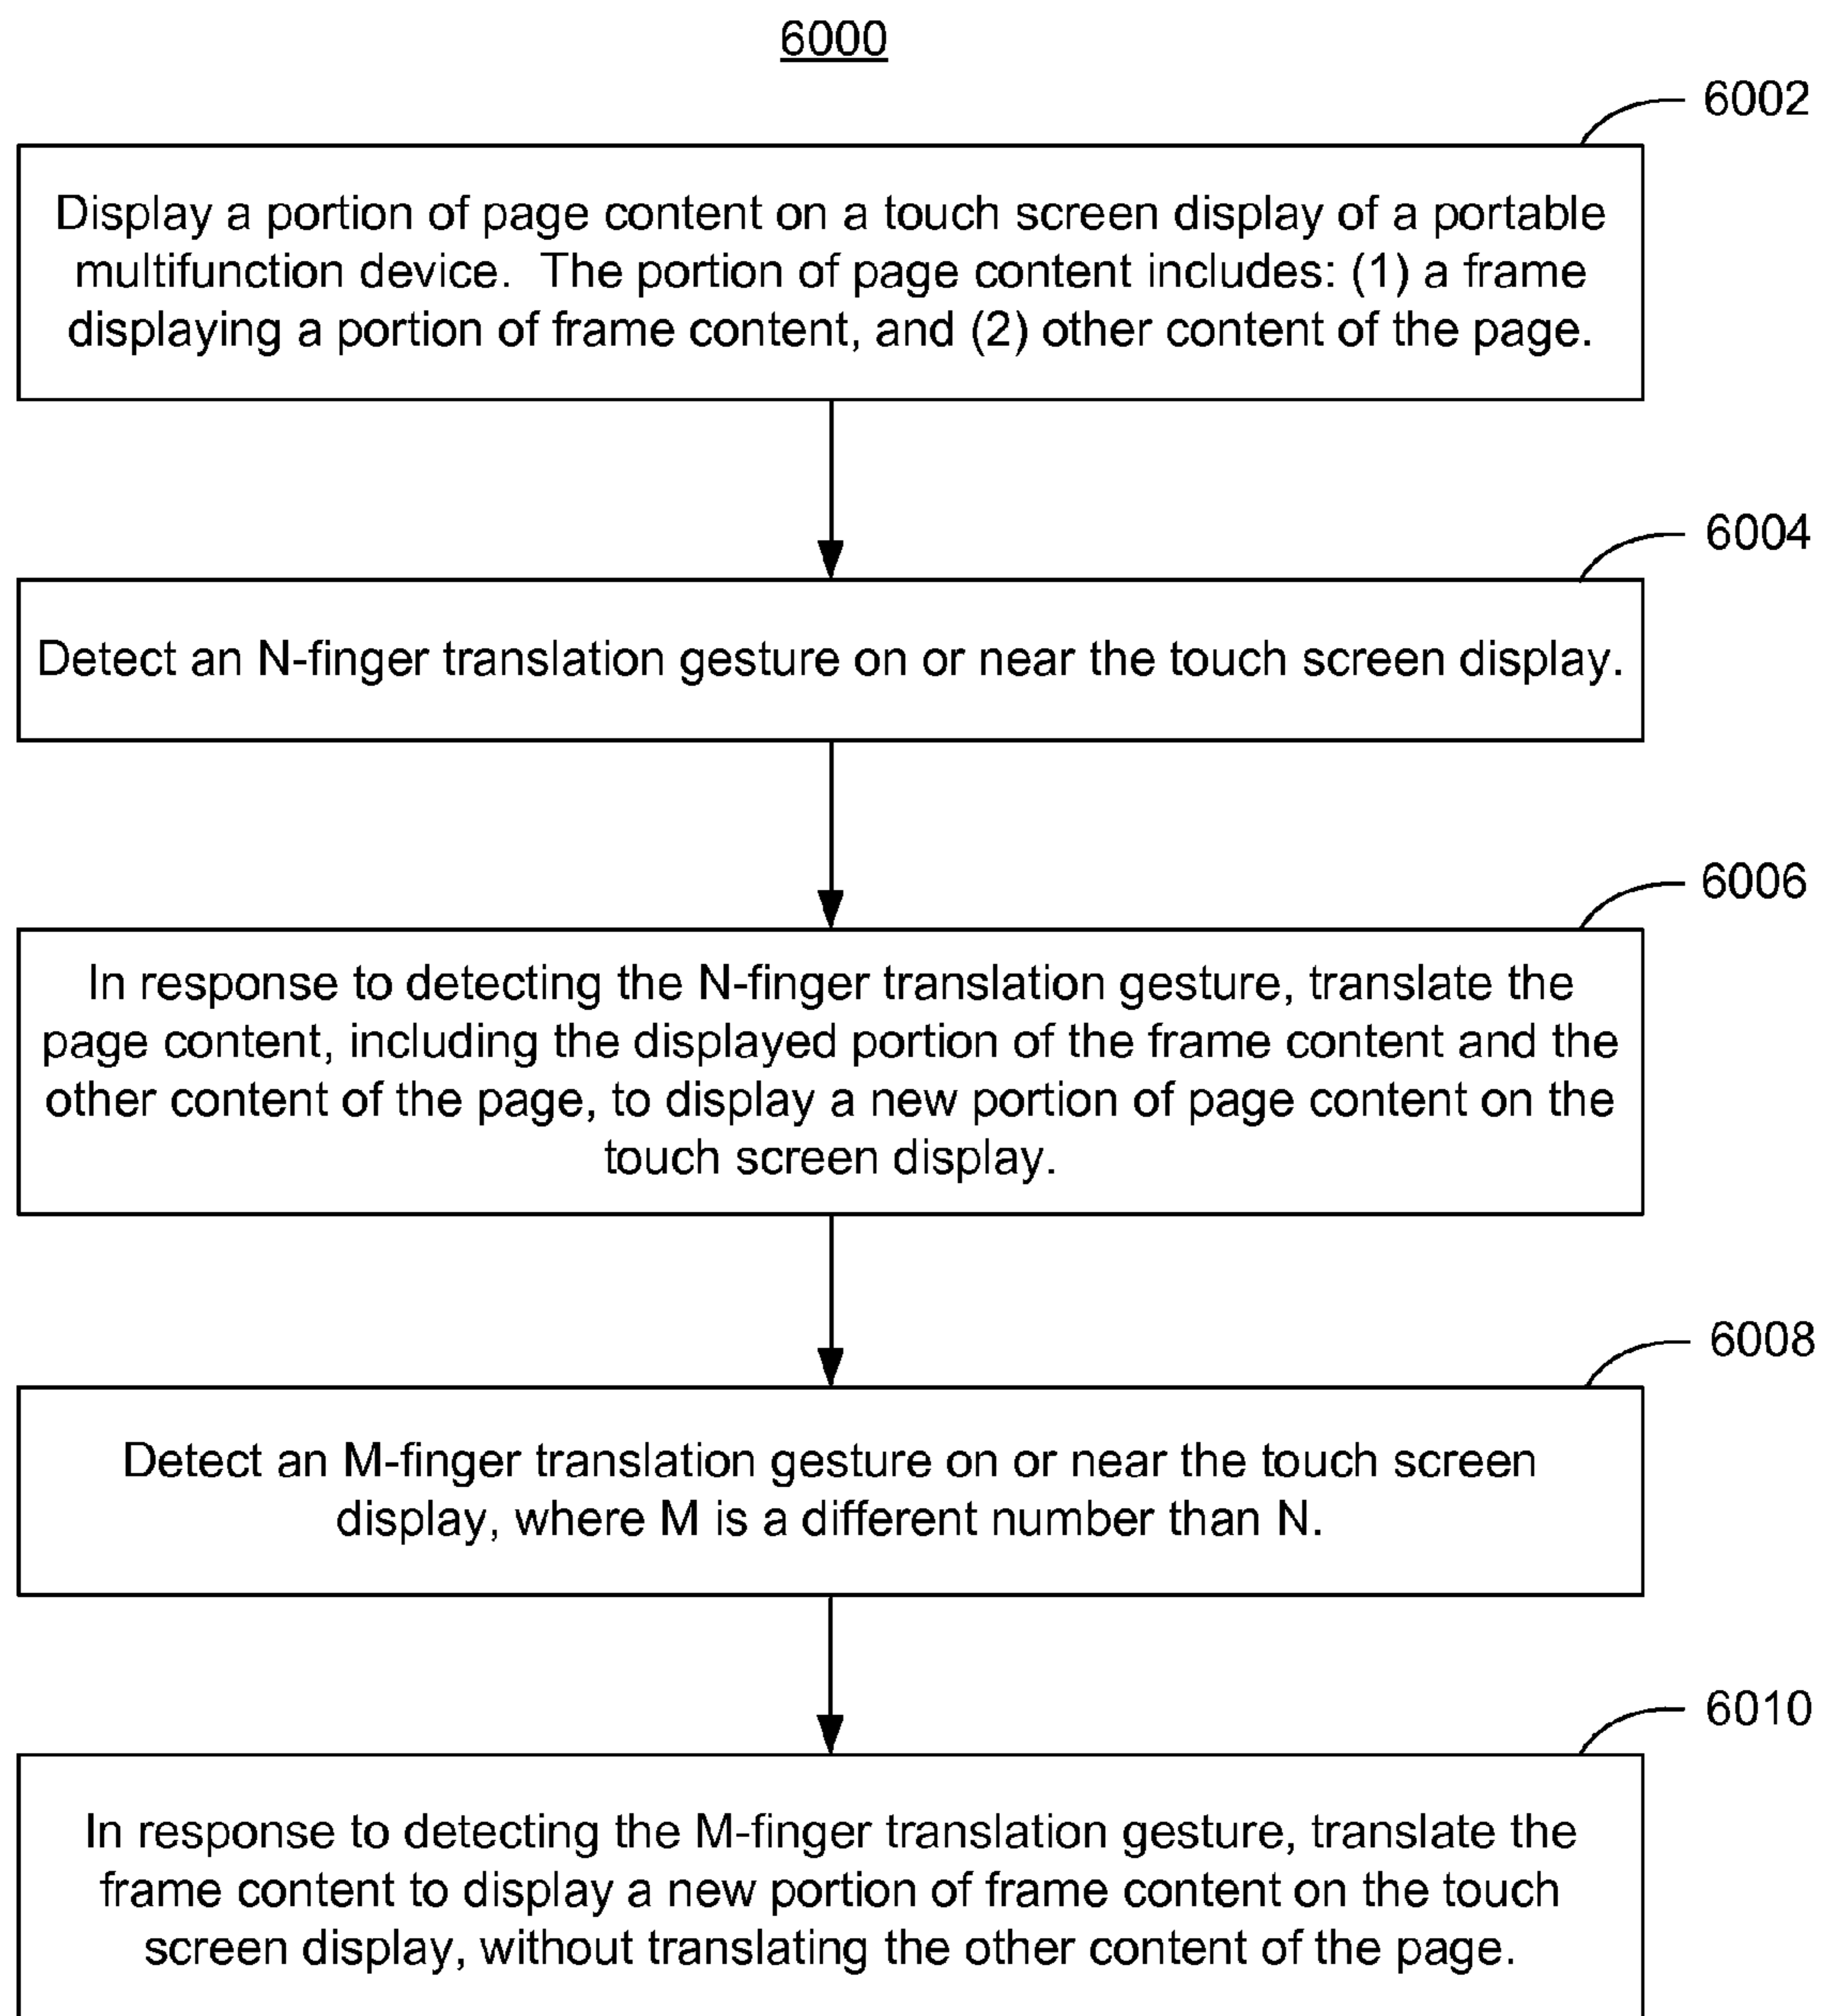 6000
6002
Display a portion of page content on a touch screen display of a portable
multifunction device.  The portion of page content includes: (1) a frame
displaying a portion of frame content, and (2) other content of the page.
6004
Detect an N-finger translation gesture on or near the touch screen display.
6006
In response to detecting the N-finger translation gesture, translate the
page content, including the displayed portion of the frame content and the
other content of the page, to display a new portion of page content on the
touch screen display.
6008
Detect an M-finger translation gesture on or near the touch screen
display, where M is a different number than N.
6010
In response to detecting the M-finger translation gesture, translate the
frame content to display a new portion of frame content on the touch
screen display, without translating the other content of the page.